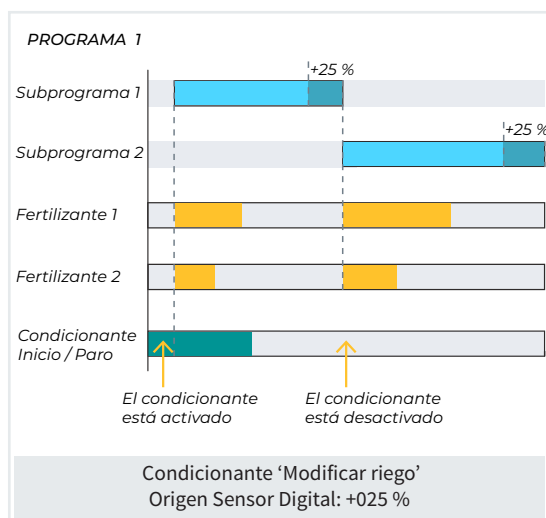 PROGRAMA 1
+25 %
Subprograma 1
+25 %
Subprograma 2
Fertilizante 1
Fertilizante 2
Condicionante
Inicio / Paro
El condicionante
está activado
El condicionante
está desactivado
Condicionante ‘Modificar riego’
Origen Sensor Digital: +025 %